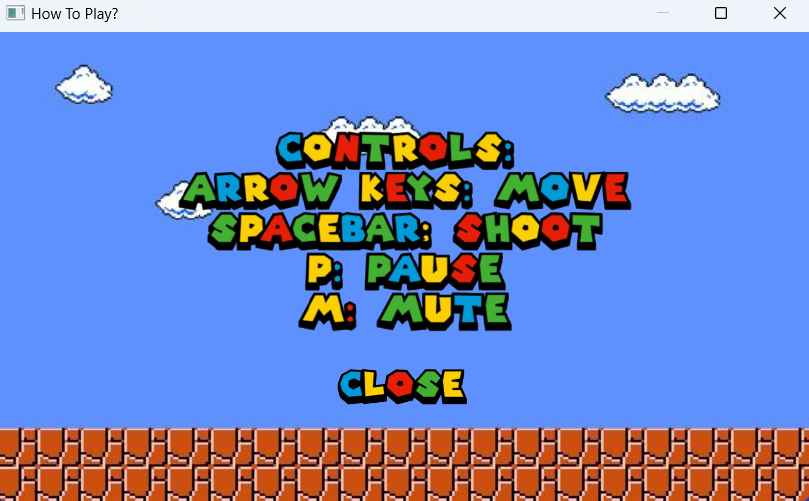 How To Play?
CONTROLS:
ARROW KEYS: MOVE
SPACEBAR: SHOOT
P: PAUSE
M: MUTE
CLOSE